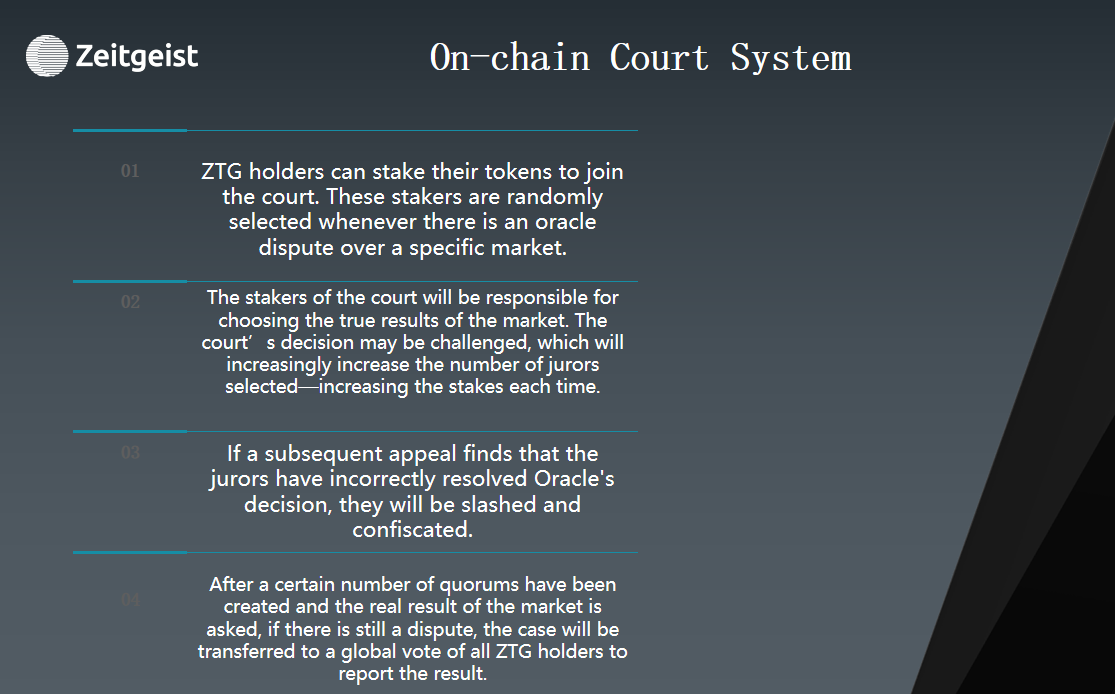 Zeitgeist
On-chain Court System
01
ZTG holders can stake their tokens to join
the court. These stakers are randomly
selected whenever there is an oracle
dispute over a specific market.
02
The stakers of the court will be responsible for
choosing the true results of the market. The
court’s decision may be challenged, which will
increasingly increase the number of jurors
selected—increasing the stakes each time.
03
If a subsequent appeal finds that the
jurors have incorrectly resolved Oracle's
decision, they will be slashed and
confiscated.
04
After a certain number of quorums have been
created and the real result of the market is
asked, if there is still a dispute, the case will be
transferred to a global vote of all ZTG holders to
report the result.